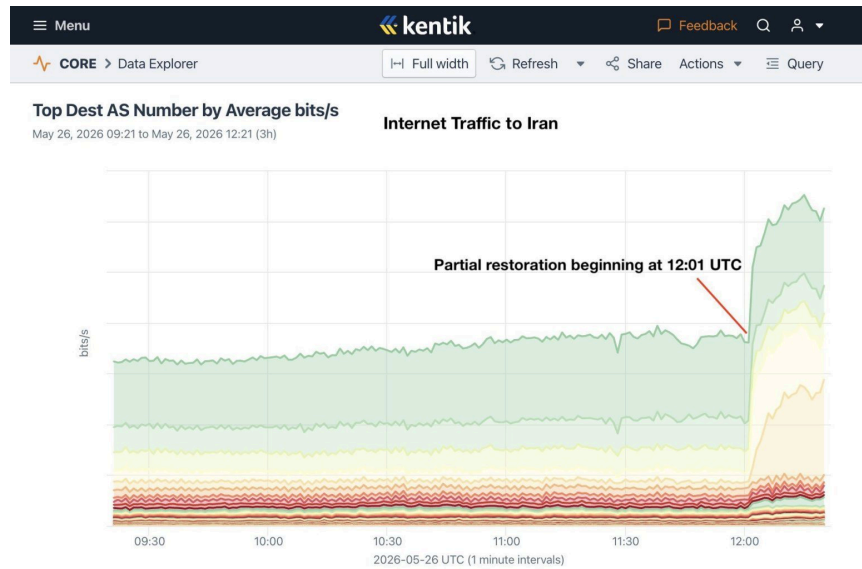 Menu
kentik
Feedback
CORE > Data Explorer
Full width
Refresh
Share
Actions
Query
Top Dest AS Number by Average bits/s
May 26, 2026 09:21 to May 26, 2026 12:21 (3h)
Internet Traffic to Iran
Partial restoration beginning at 12:01 UTC
bits/s
09:30 10:00 10:30 11:00 11:30 12:00
2026-05-26 UTC (1 minute intervals)